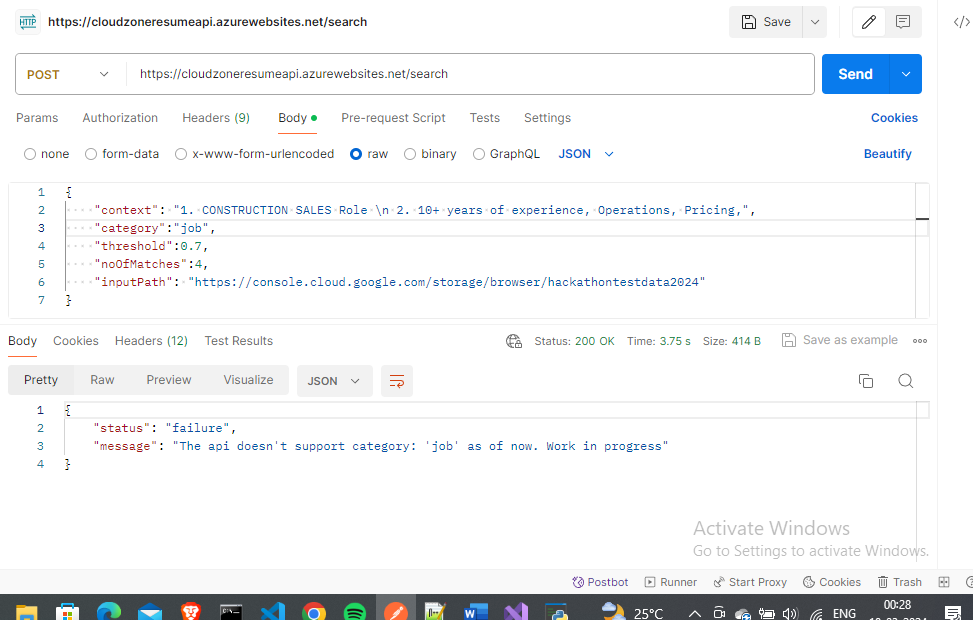 HTTP https://cloudzoneresumeapi.azurewebsites.net/search Save </>
POST https://cloudzoneresumeapi.azurewebsites.net/search Send
Params Authorization Headers (9) Body Pre-request Script Tests Settings Cookies
none form-data x-www-form-urlencoded raw binary GraphQL JSON Beautify
1 {
2 "context": "1. CONSTRUCTION SALES Role \n 2. 10+ years of experience, Operations, Pricing,",
3 "category":"job",
4 "threshold":0.7,
5 "noOfMatches":4,
6 "inputPath": "https://console.cloud.google.com/storage/browser/hackathontestdata2024"
7 }
Body Cookies Headers (12) Test Results Status: 200 OK Time: 3.75 s Size: 414 B Save as example
Pretty Raw Preview Visualize JSON
1 {
2 "status": "failure",
3 "message": "The api doesn't support category: 'job' as of now. Work in progress"
4 }
Activate Windows
Go to Settings to activate Windows.
Postbot Runner Start Proxy Cookies Trash
25°C ENG 00:28